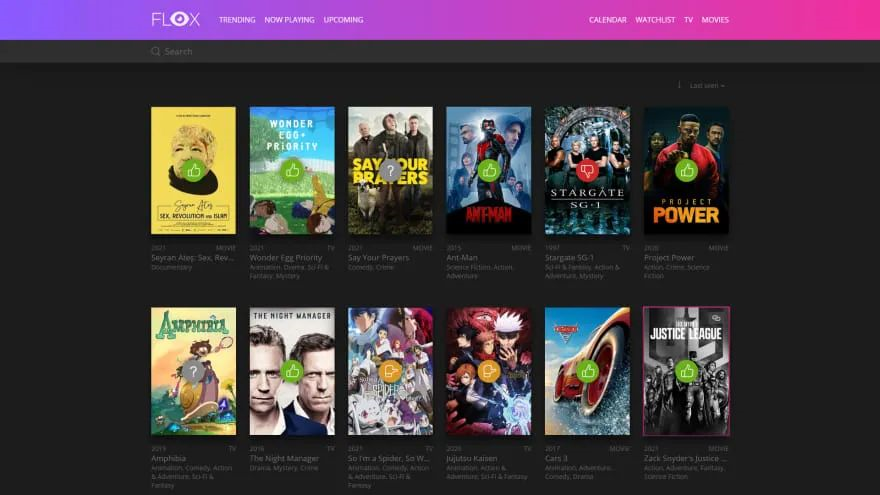 FLOX TRENDING NOW PLAYING UPCOMING CALENDAR WATCHLIST TV MOVIES
Search
Last seen
Seyran Ateş
SEX, REVOLUTION AND ISLAM
WONDER
EGG+
PRiORiTY
SAY YOUR
PRAYERS
?
ANT-MAN
STARGATE
SG·1
PROJECT
POWER
2021 MOVIE
Seyran Ateş: Sex, Rev...
Documentary
2021 TV
Wonder Egg Priority
Animation, Drama, Sci-Fi &
Fantasy, Mystery
2021 MOVIE
Say Your Prayers
Comedy, Crime
2015 MOVIE
Ant-Man
Science Fiction, Action,
Adventure
1997 TV
Stargate SG-1
Sci-Fi & Fantasy, Action &
Adventure, Mystery
2020 MOVIE
Project Power
Action, Crime, Science
Fiction
AMPHIBIA
?
THE NIGHT MANAGER
SPIDER
JUSTICE LEAGUE
2019 TV
Amphibia
Animation, Comedy, Action
& Adventure, Sci-Fi &
Fantasy
2016 TV
The Night Manager
Drama, Mystery, Crime
2021 TV
So I'm a Spider, So W...
Animation, Comedy, Action
& Adventure, Sci-Fi &
Fantasy
2020 TV
Jujutsu Kaisen
Animation, Action &
Adventure, Sci-Fi & Fantasy
2017 MOVIE
Cars 3
Animation, Adventure,
Comedy, Drama
2021 MOVIE
Zack Snyder's Justice ...
Action, Adventure, Fantasy,
Science Fiction